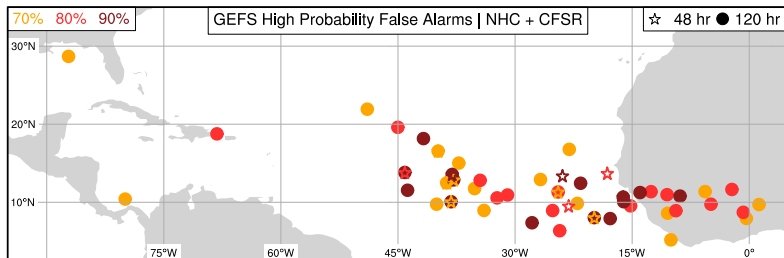 70% 80% 90% GEFS High Probability False Alarms | NHC + CFSR 48 hr 120 hr
30°N
20°N
10°N
75°W 60°W 45°W 30°W 15°W 0°